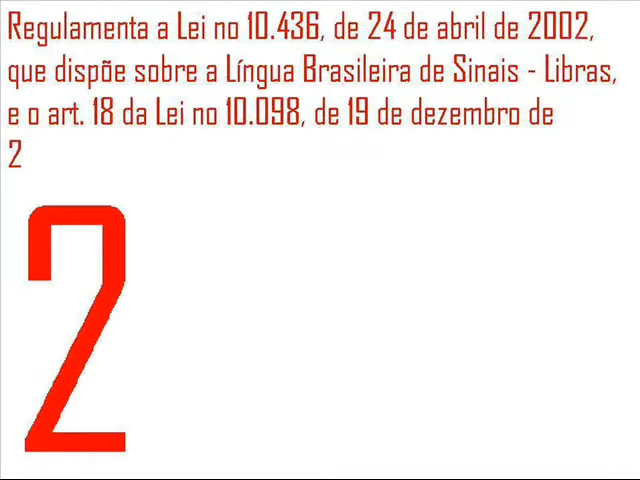 Regulamenta a Lei no 10.436, de 24 de abril de 2002,
que dispõe sobre a Língua Brasileira de Sinais - Libras,
e o art. 18 da Lei no 10.098, de 19 de dezembro de
2
2